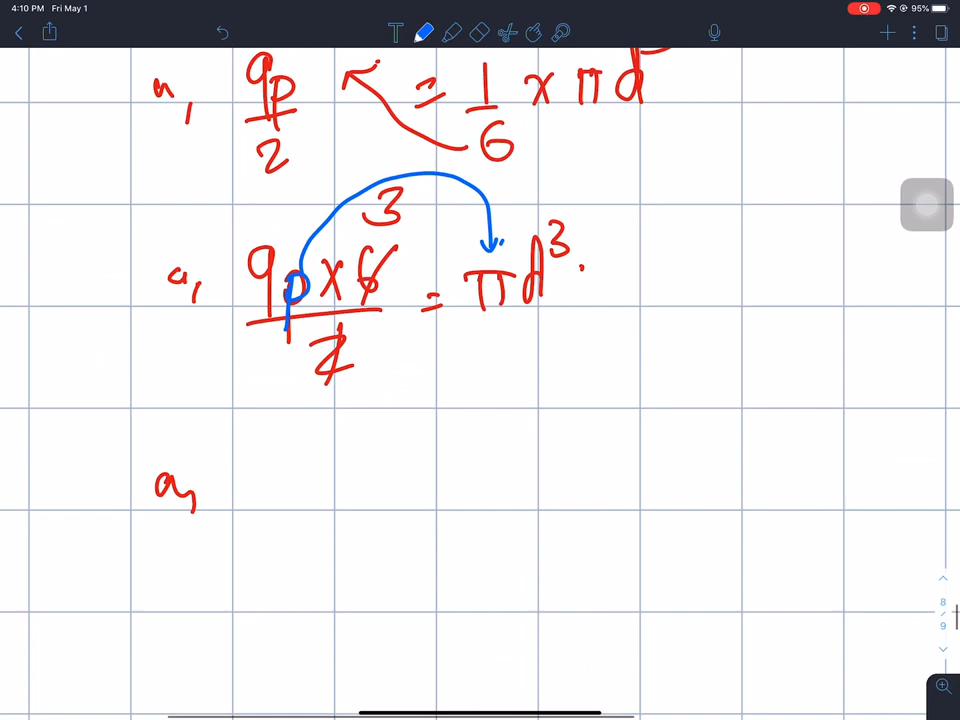 4:10 PM Fri May 1
95%
T
a, 9p/2 = 1/6 x πd
3
a, 9p x 6/2 = πd³.
a,
8
9